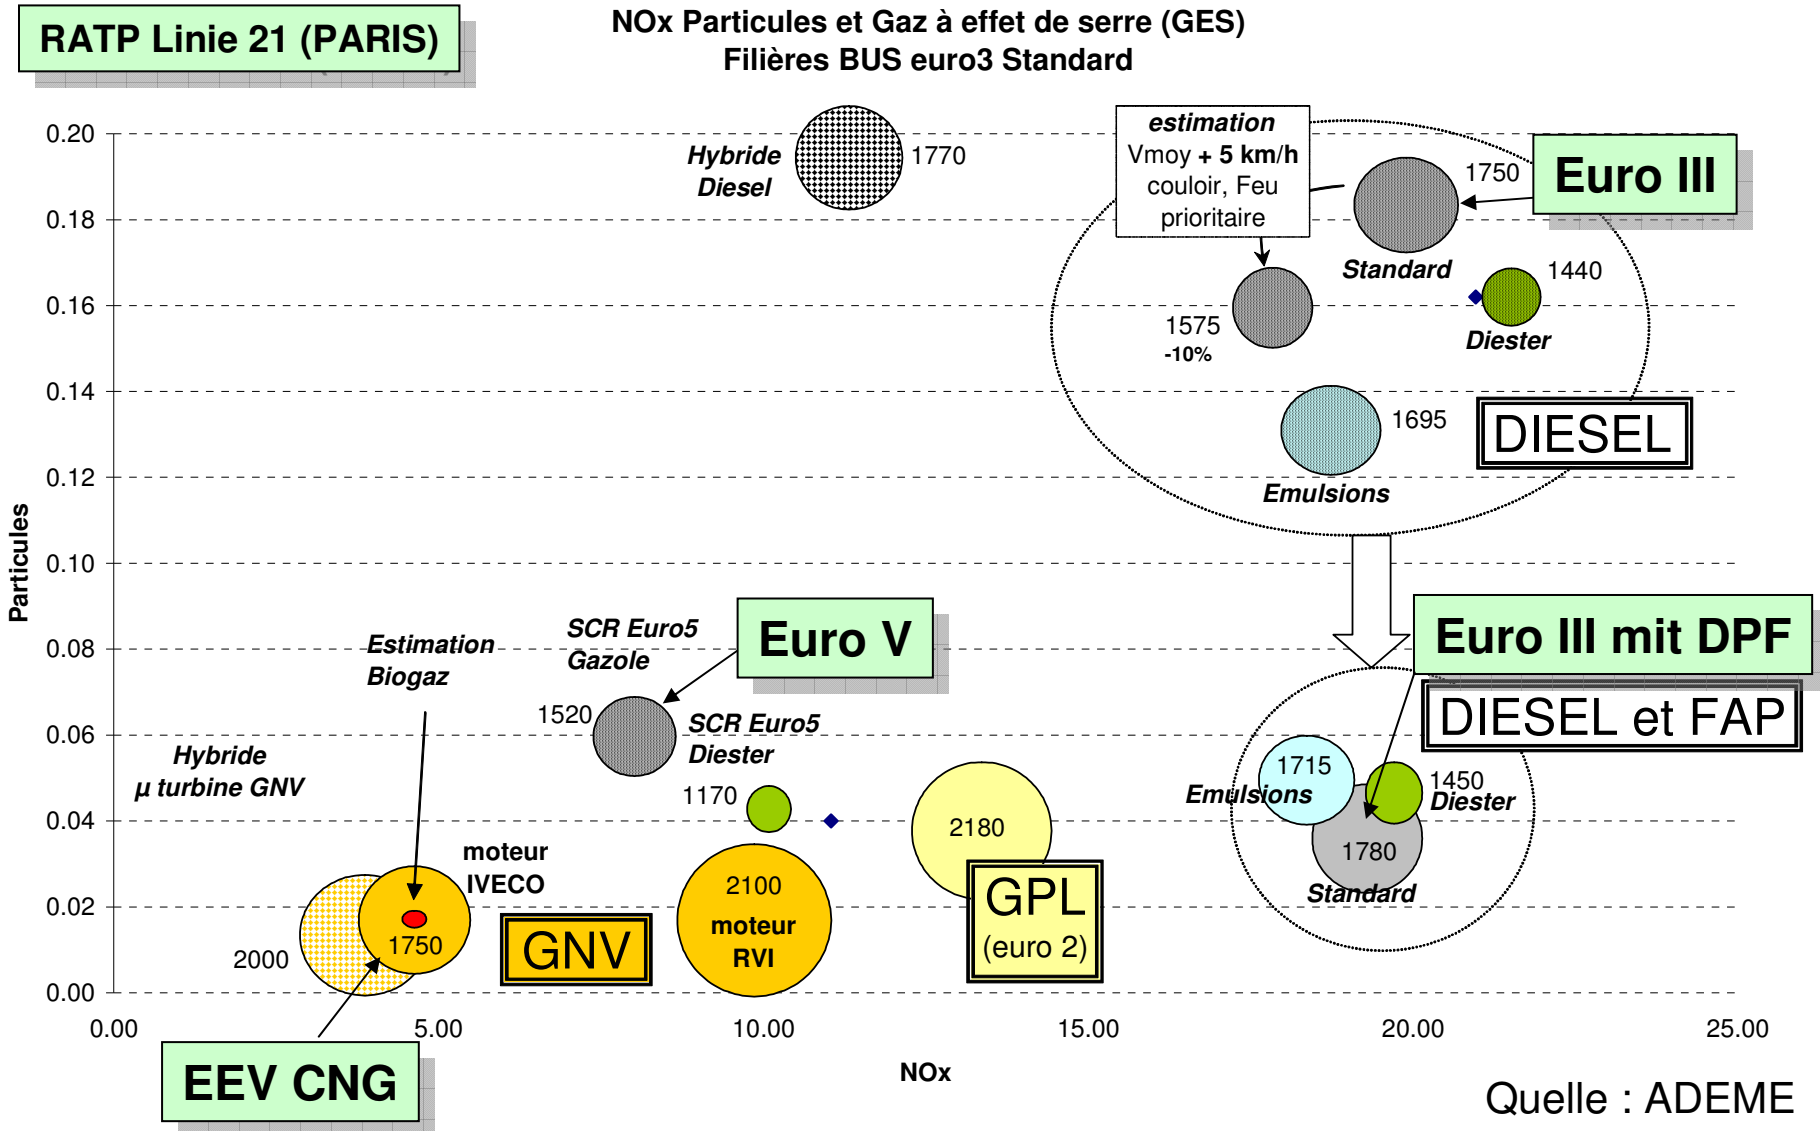 RATP Linie 21 (PARIS)
NOx Particules et Gaz à effet de serre (GES)
Filières BUS euro3 Standard
0.20
0.18
0.16
0.14
0.12
0.10
0.08
0.06
0.04
0.02
0.00
Particules
Hybride
Diesel
1770
estimation
Vmoy + 5 km/h
couloir, Feu
prioritaire
1750
Euro III
Standard
1440
Diester
1575
-10%
1695
Emulsions
DIESEL
Estimation
Biogaz
SCR Euro5
Gazole
Euro V
Euro III mit DPF
DIESEL et FAP
1520
SCR Euro5
Diester
Hybride
µ turbine GNV
1170
1715
Emulsions
1450
Diester
1780
Standard
2180
moteur
IVECO
2100
moteur
RVI
GPL
(euro 2)
GNV
1750
2000
0.00
5.00
10.00
15.00
20.00
25.00
NOx
EEV CNG
Quelle : ADEME